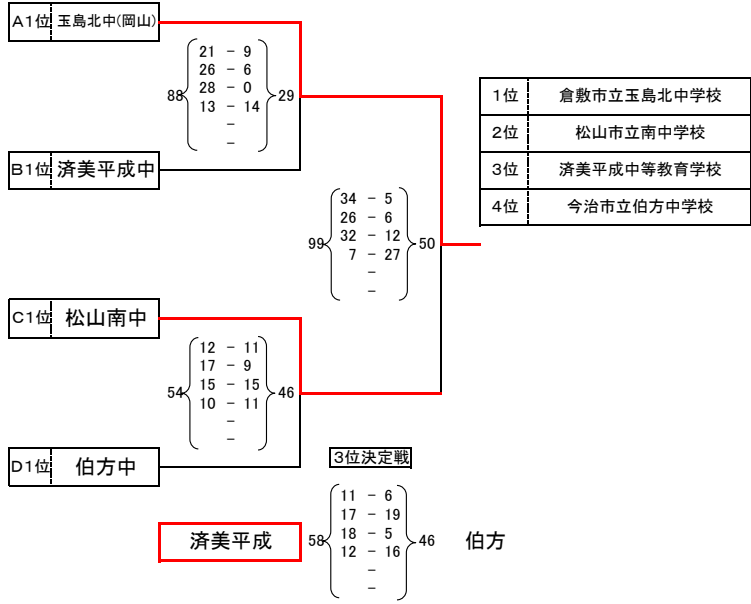 A1位 玉島北中(岡山)
21 － 9
26 － 6
88 28 － 0 29
13 － 14
－
－
B1位 済美平成中
1位 倉敷市立玉島北中学校
2位 松山市立南中学校
3位 済美平成中等教育学校
4位 今治市立伯方中学校
34 － 5
26 － 6
99 32 － 12 50
7 － 27
－
－
C1位 松山南中
12 － 11
17 － 9
54 15 － 15 46
10 － 11
－
－
D1位 伯方中
3位決定戦
11 － 6
17 － 19
済美平成 58 18 － 5 46 伯方
12 － 16
－
－